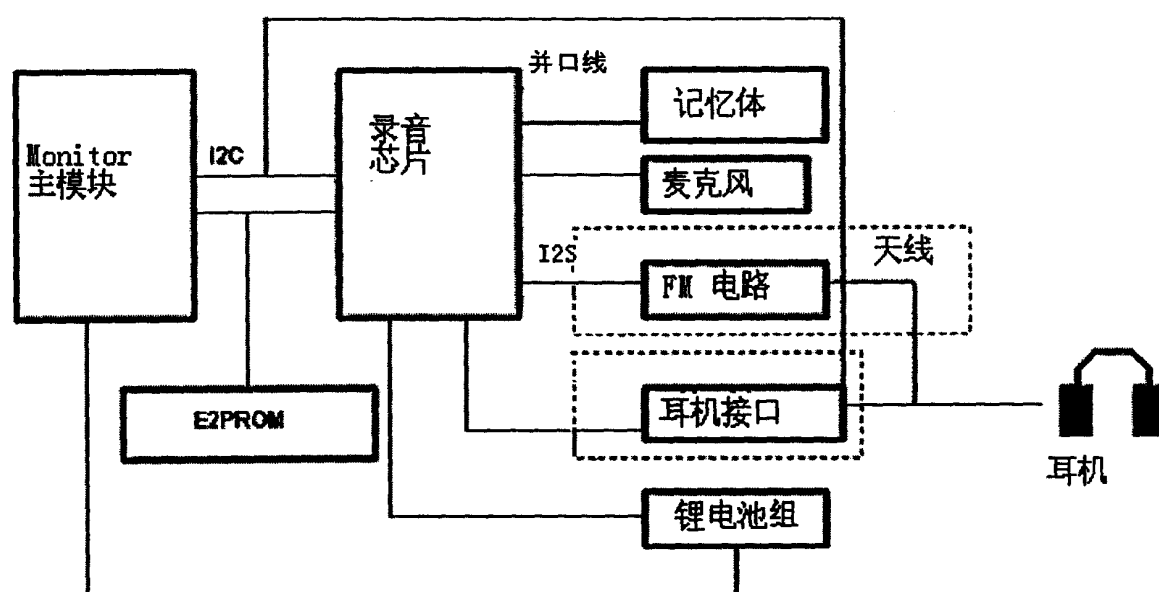 并口线
记忆体
Monitor
主模块
I2C
录音
芯片
麦克风
I2S
天线
FM 电路
E2PROM
耳机接口
耳机
锂电池组